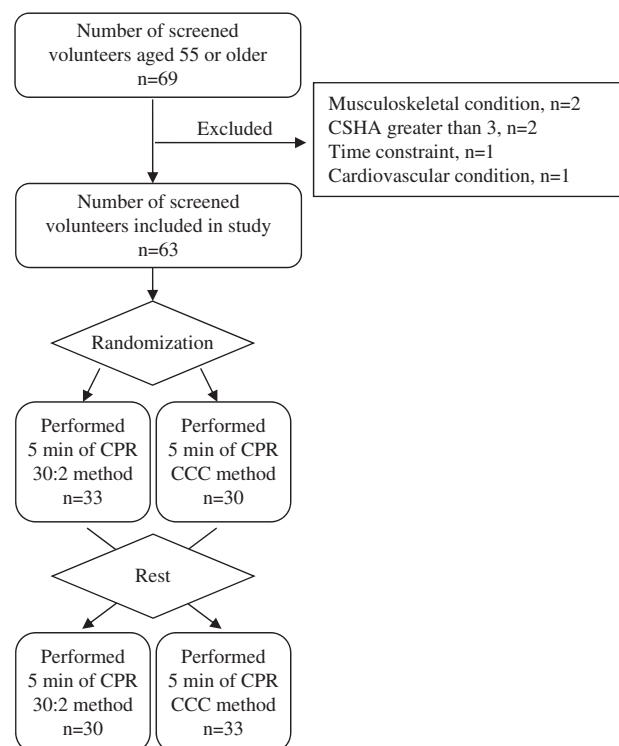 Number of screened
volunteers aged 55 or older
n=69
Excluded
Musculoskeletal condition, n=2
CSHA greater than 3, n=2
Time constraint, n=1
Cardiovascular condition, n=1
Number of screened
volunteers included in study
n=63
Randomization
Performed
5 min of CPR
30:2 method
n=33
Performed
5 min of CPR
CCC method
n=30
Rest
Performed
5 min of CPR
30:2 method
n=30
Performed
5 min of CPR
CCC method
n=33